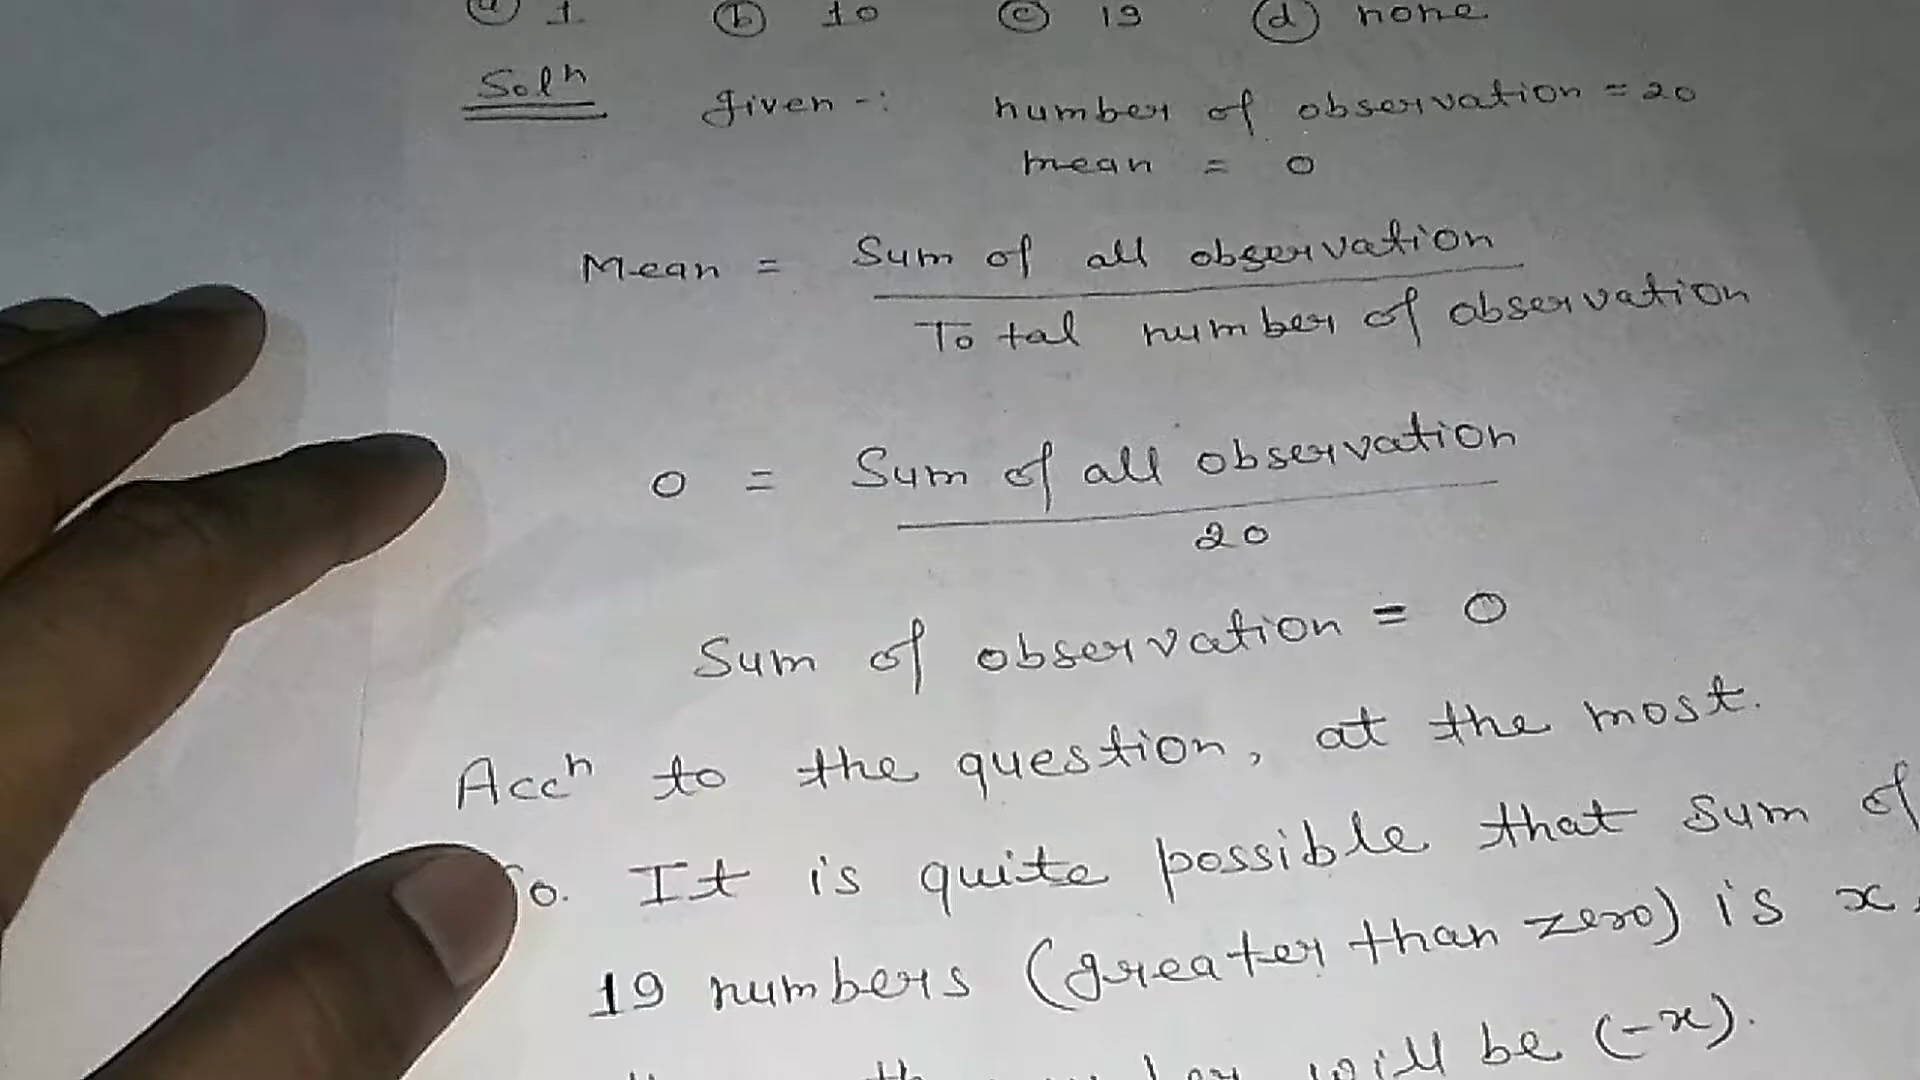 (a) 1 (b) 10 (c) 19 (d) none
Solⁿ given -: number of observation = 20
mean = 0
Mean = Sum of all observation
Total number of observation
0 = Sum of all observation
20
Sum of observation = 0
Accⁿ to the question, at the most.
So. It is quite possible that sum of
19 numbers (greater than zero) is x,
will be (-x).